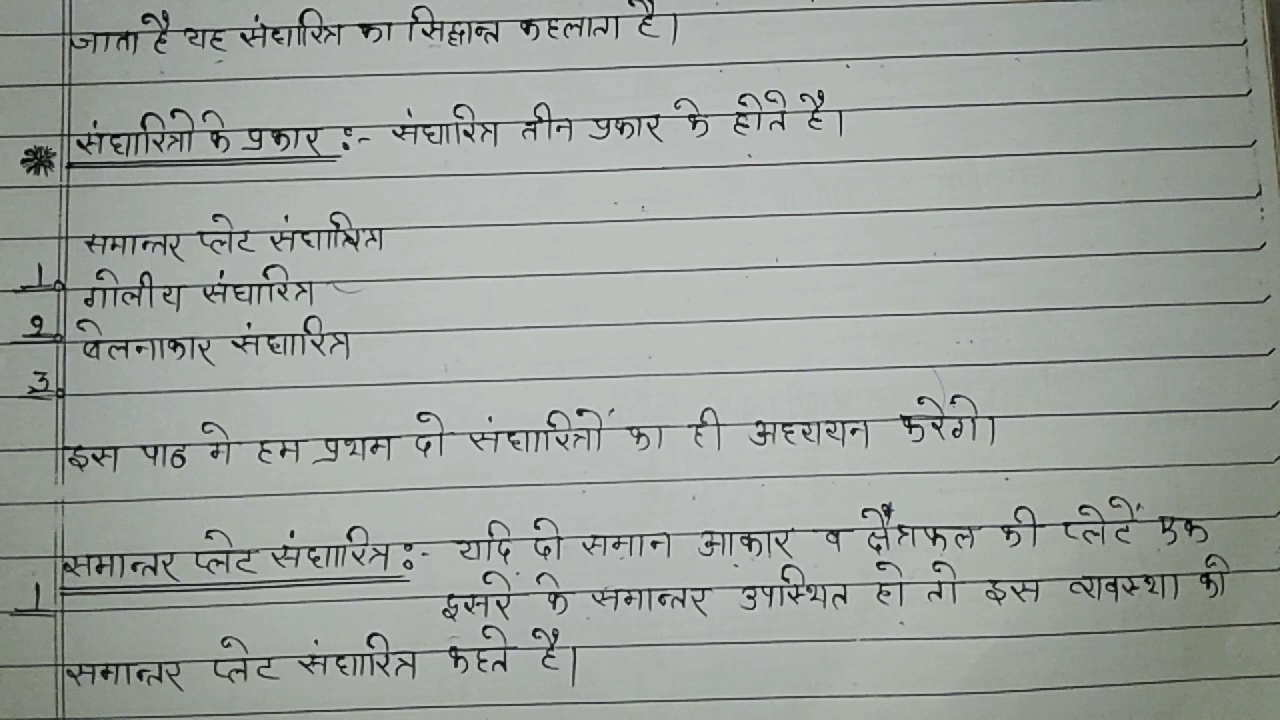 जाता है यह संधारित्र का सिद्धान्त कहलाता है।
* संधारित्रो के प्रकार :- संधारित्र तीन प्रकार के होते है।
1. समान्तर प्लेट संधारित्र
2. गोलीय संधारित्र
3. बेलनाकार संधारित्र
इस पाठ मे हम प्रथम दो संधारित्रों का ही अध्ययन करेंगे।
1 समान्तर प्लेट संधारित्र :- यदि दो समान आकार व क्षेत्रफल की प्लेटें एक
दूसरे के समान्तर उपस्थित हो तो इस व्यवस्था को
समान्तर प्लेट संधारित्र कहते है।